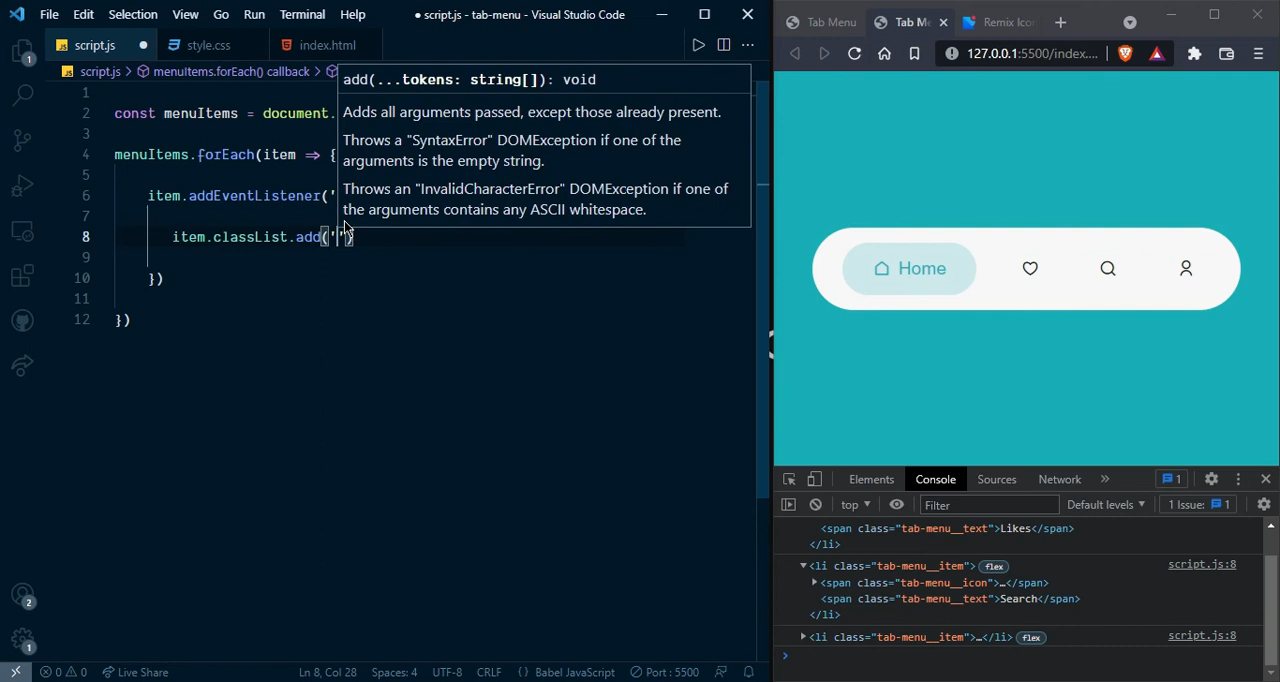 File Edit Selection View Go Run Terminal Help
● script.js - tab-menu - Visual Studio Code
script.js ●
style.css
index.html
script.js > menuItems.forEach() callback >
1
2 const menuItems = document.
3
4 menuItems.forEach(item ⇒ {
5
6 item.addEventListener('
7
8 item.classList.add('')
9
10 })
11
12 })
add(...tokens: string[]): void
Adds all arguments passed, except those already present.
Throws a "SyntaxError" DOMException if one of the
arguments is the empty string.
Throws an "InvalidCharacterError" DOMException if one of
the arguments contains any ASCII whitespace.
1
2
1
0 0 Live Share
Ln 8, Col 28 Spaces: 4 UTF-8 CRLF {} Babel JavaScript Port : 5500
Tab Menu
Tab M
Remix Ico
127.0.0.1:5500/index....
Home
Elements Console Sources Network » 1
top Filter Default levels 1 Issue: 1
<span class="tab-menu__text">Likes</span>
</li>
<li class="tab-menu__item"> flex script.js:8
<span class="tab-menu__icon">…</span>
<span class="tab-menu__text">Search</span>
</li>
<li class="tab-menu__item">…</li> flex script.js:8
>